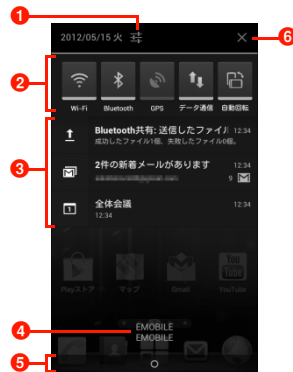 1
2012/05/15 火
6
2
Wi-Fi Bluetooth GPS データ通信 自動回転
3
Bluetooth共有: 送信したファイル 12:34
成功したファイル1個、失敗したファイル0個。
2件の新着メールがあります 12:34
9
1 全体会議 12:34
12:34
You
Tube
Playストア マップ Gmail YouTube
4
EMOBILE
EMOBILE
5